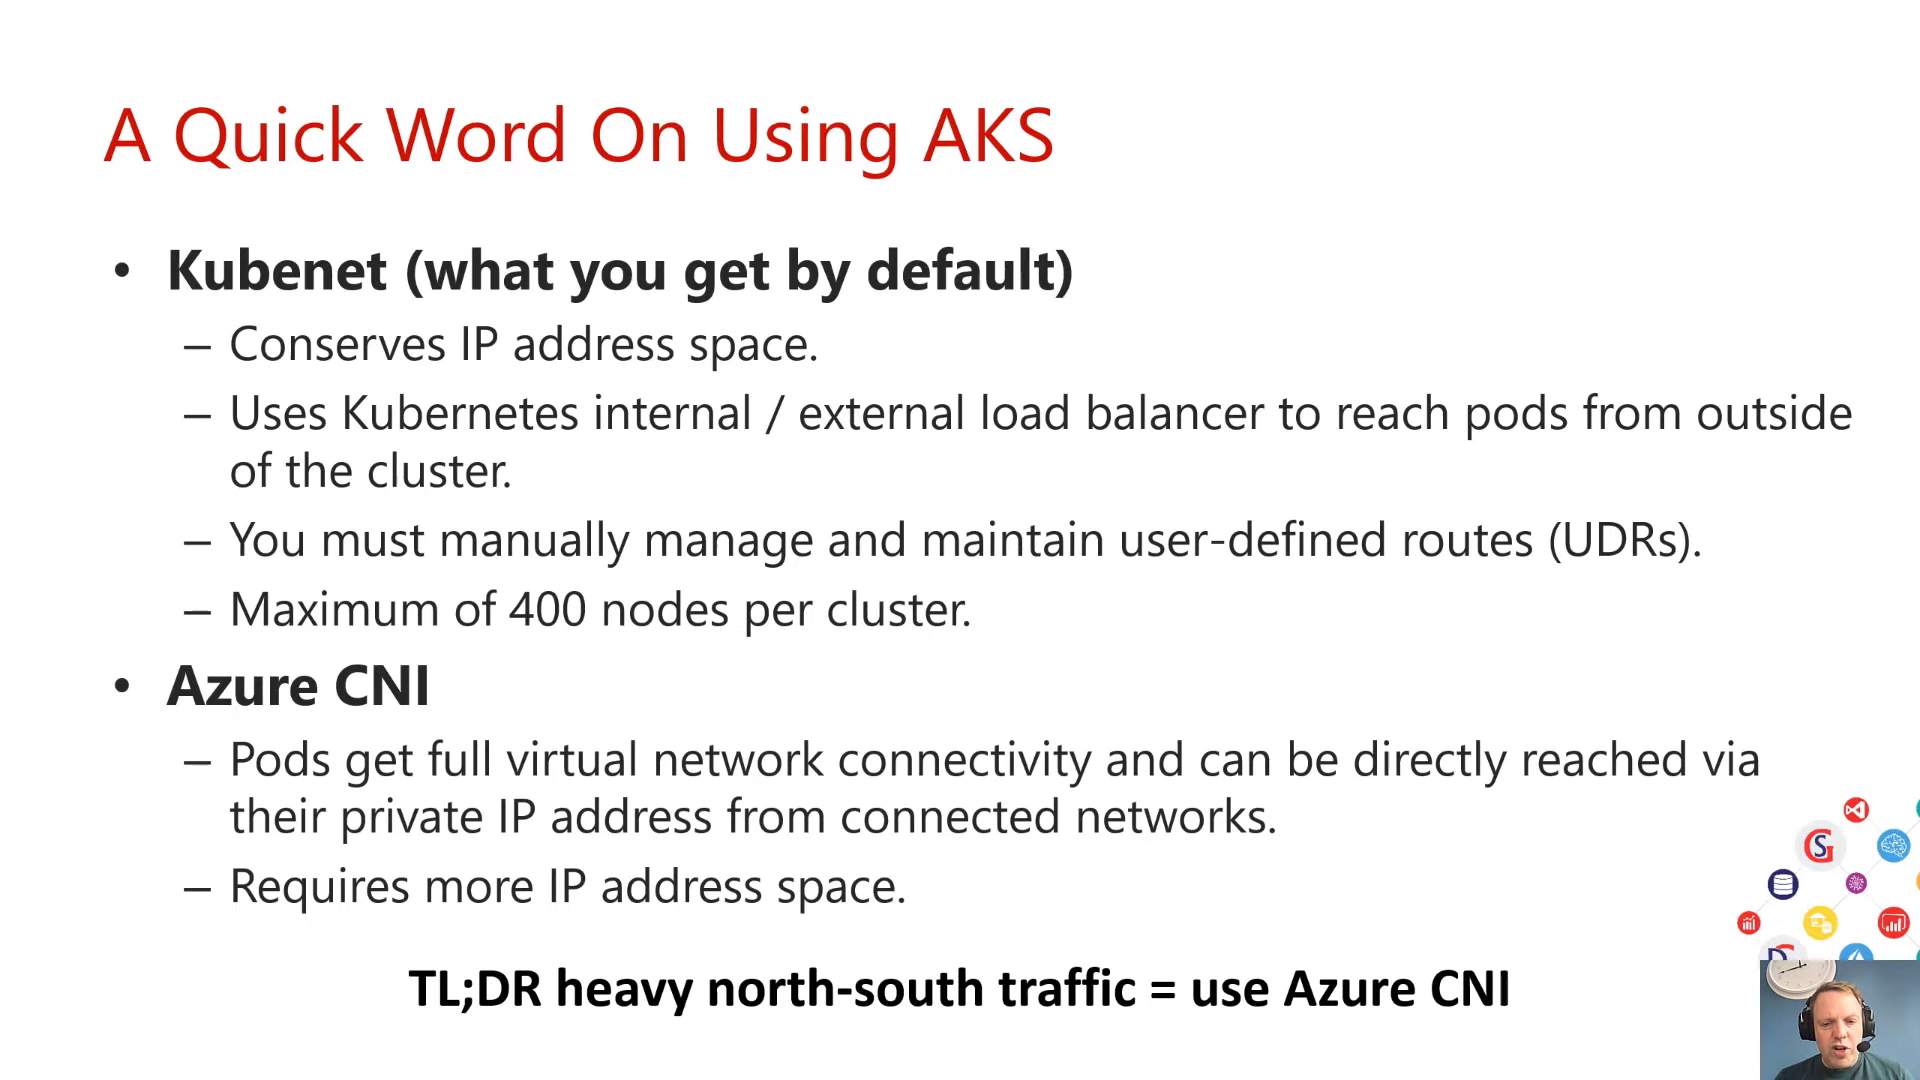 A Quick Word On Using AKS
• Kubenet (what you get by default)
– Conserves IP address space.
– Uses Kubernetes internal / external load balancer to reach pods from outside
of the cluster.
– You must manually manage and maintain user-defined routes (UDRs).
– Maximum of 400 nodes per cluster.
• Azure CNI
– Pods get full virtual network connectivity and can be directly reached via
their private IP address from connected networks.
– Requires more IP address space.
TL;DR heavy north-south traffic = use Azure CNI